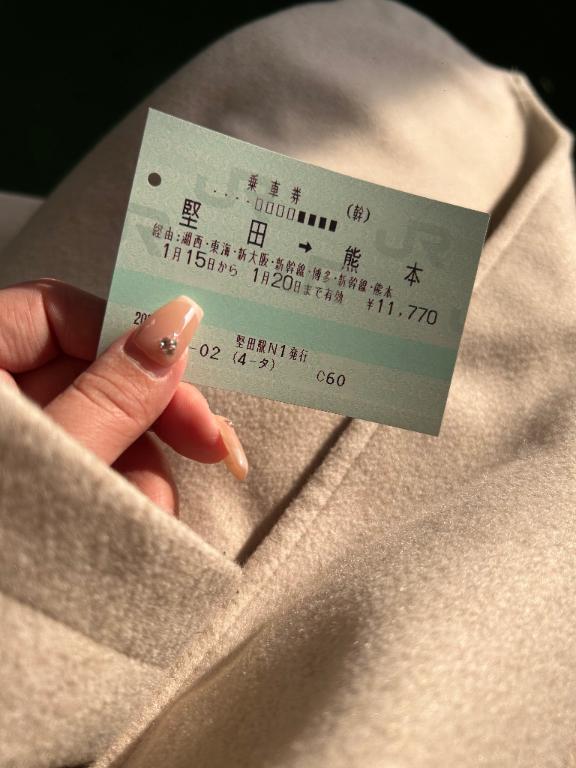 乗車券
....□□□□■■■■ (幹)
堅田 → 熊本
経由:湖西・東海・新大阪・新幹線・博多・新幹線・熊本
1月15日から 1月20日まで有効 ¥11,770
堅田駅N1発行
-02 (4-タ) C60